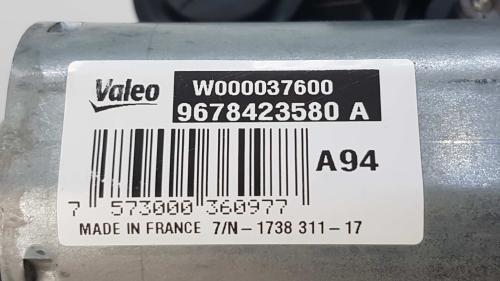 Valeo
W000037600
9678423580 A
A94
7 573000 360977
MADE IN FRANCE 7/N-1738 311-17